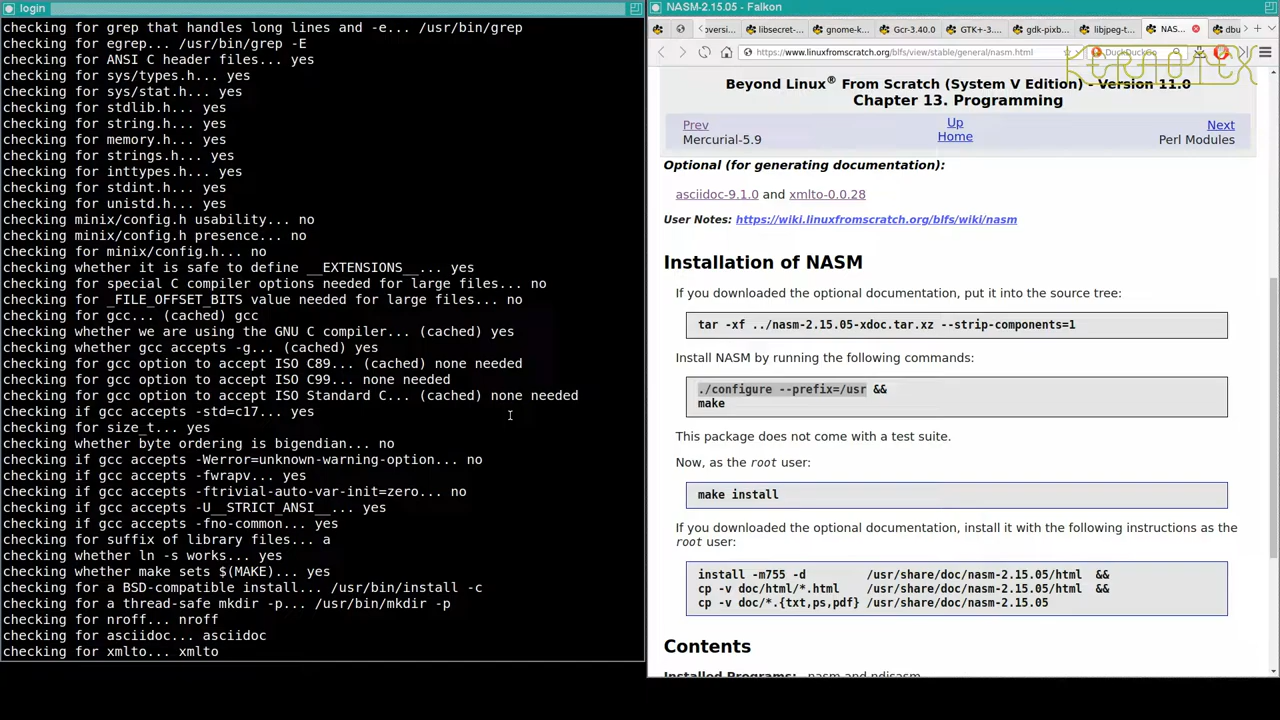 login
checking for grep that handles long lines and -e... /usr/bin/grep
checking for egrep... /usr/bin/grep -E
checking for ANSI C header files... yes
checking for sys/types.h... yes
checking for sys/stat.h... yes
checking for stdlib.h... yes
checking for string.h... yes
checking for memory.h... yes
checking for strings.h... yes
checking for inttypes.h... yes
checking for stdint.h... yes
checking for unistd.h... yes
checking minix/config.h usability... no
checking minix/config.h presence... no
checking for minix/config.h... no
checking whether it is safe to define __EXTENSIONS__... yes
checking for special C compiler options needed for large files... no
checking for _FILE_OFFSET_BITS value needed for large files... no
checking for gcc... (cached) gcc
checking whether we are using the GNU C compiler... (cached) yes
checking whether gcc accepts -g... (cached) yes
checking for gcc option to accept ISO C89... (cached) none needed
checking for gcc option to accept ISO C99... none needed
checking for gcc option to accept ISO Standard C... (cached) none needed
checking if gcc accepts -std=c17... yes
checking for size_t... yes
checking whether byte ordering is bigendian... no
checking if gcc accepts -Werror=unknown-warning-option... no
checking if gcc accepts -fwrapv... yes
checking if gcc accepts -ftrivial-auto-var-init=zero... no
checking if gcc accepts -U__STRICT_ANSI__... yes
checking if gcc accepts -fno-common... yes
checking for suffix of library files... a
checking whether ln -s works... yes
checking whether make sets $(MAKE)... yes
checking for a BSD-compatible install... /usr/bin/install -c
checking for a thread-safe mkdir -p... /usr/bin/mkdir -p
checking for nroff... nroff
checking for asciidoc... asciidoc
checking for xmlto... xmlto
NASM-2.15.05 - Falkon
oversi... libsecret-... gnome-k... Gcr-3.40.0 GTK+-3.... gdk-pixb... libjpeg-t... NAS... dbu
https://www.linuxfromscratch.org/blfs/view/stable/general/nasm.html DuckDuckGo
KERNOTEX
Beyond Linux® From Scratch (System V Edition) - Version 11.0
Chapter 13. Programming
Prev Up Next
Mercurial-5.9 Home Perl Modules
Optional (for generating documentation):
asciidoc-9.1.0 and xmlto-0.0.28
User Notes: https://wiki.linuxfromscratch.org/blfs/wiki/nasm
Installation of NASM
If you downloaded the optional documentation, put it into the source tree:
tar -xf ../nasm-2.15.05-xdoc.tar.xz --strip-components=1
Install NASM by running the following commands:
./configure --prefix=/usr &&
make
This package does not come with a test suite.
Now, as the root user:
make install
If you downloaded the optional documentation, install it with the following instructions as the
root user:
install -m755 -d /usr/share/doc/nasm-2.15.05/html &&
cp -v doc/html/*.html /usr/share/doc/nasm-2.15.05/html &&
cp -v doc/*.{txt,ps,pdf} /usr/share/doc/nasm-2.15.05
Contents
Installed Programs: nasm and ndisasm